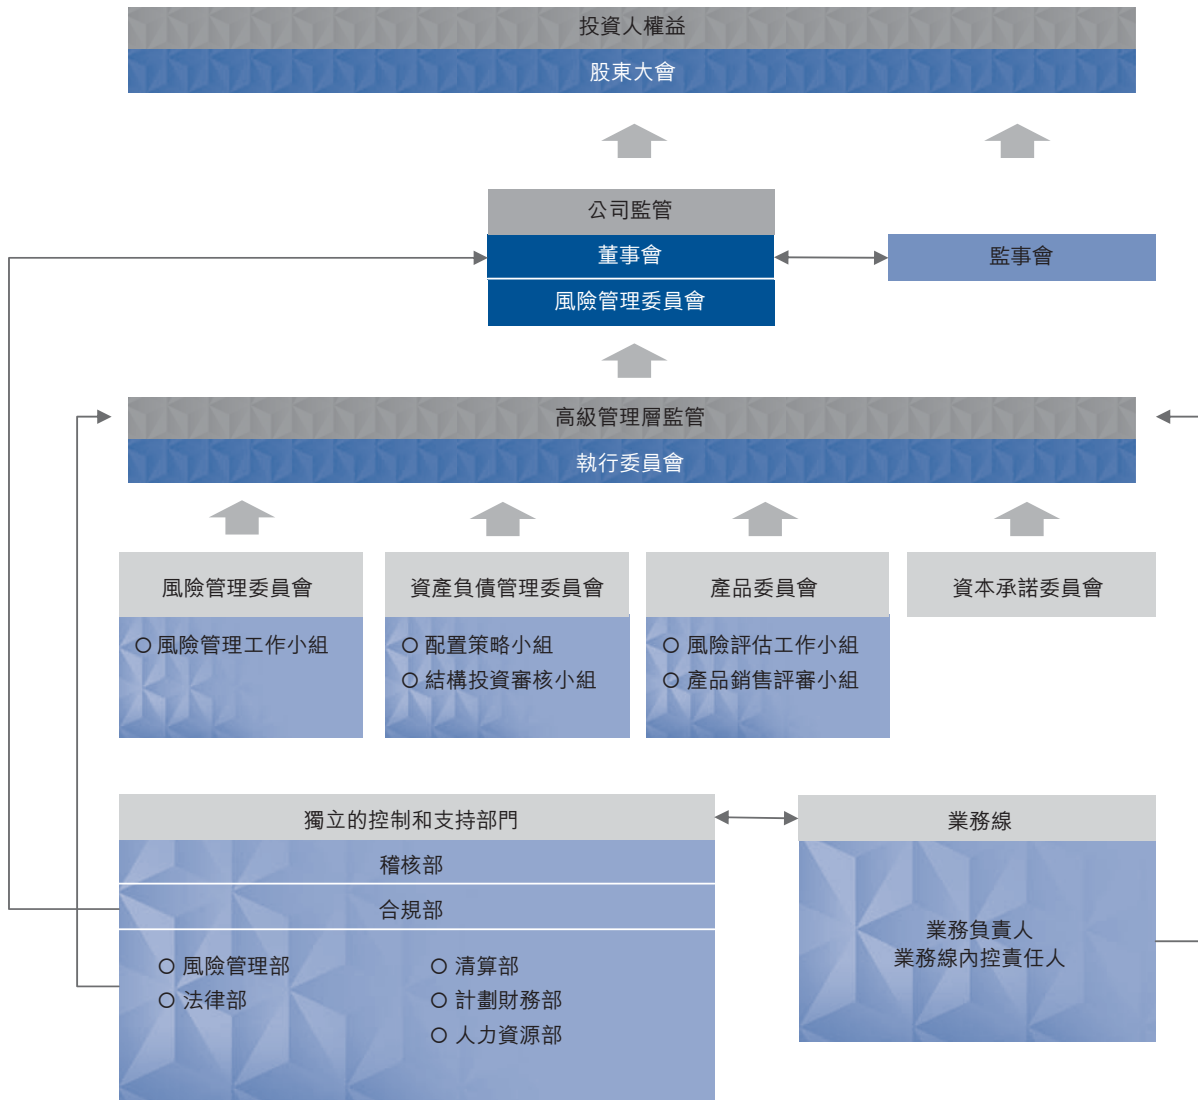 投資人權益
股東大會
公司監管
董事會
監事會
風險管理委員會
高級管理層監管
執行委員會
風險管理委員會
資產負債管理委員會
產品委員會
資本承諾委員會
風險管理工作小組
配置策略小組
結構投資審核小組
風險評估工作小組
產品銷售評審小組
獨立的控制和支持部門
稽核部
合規部
風險管理部
法律部
清算部
計劃財務部
人力資源部
業務線
業務負責人
業務線內控責任人